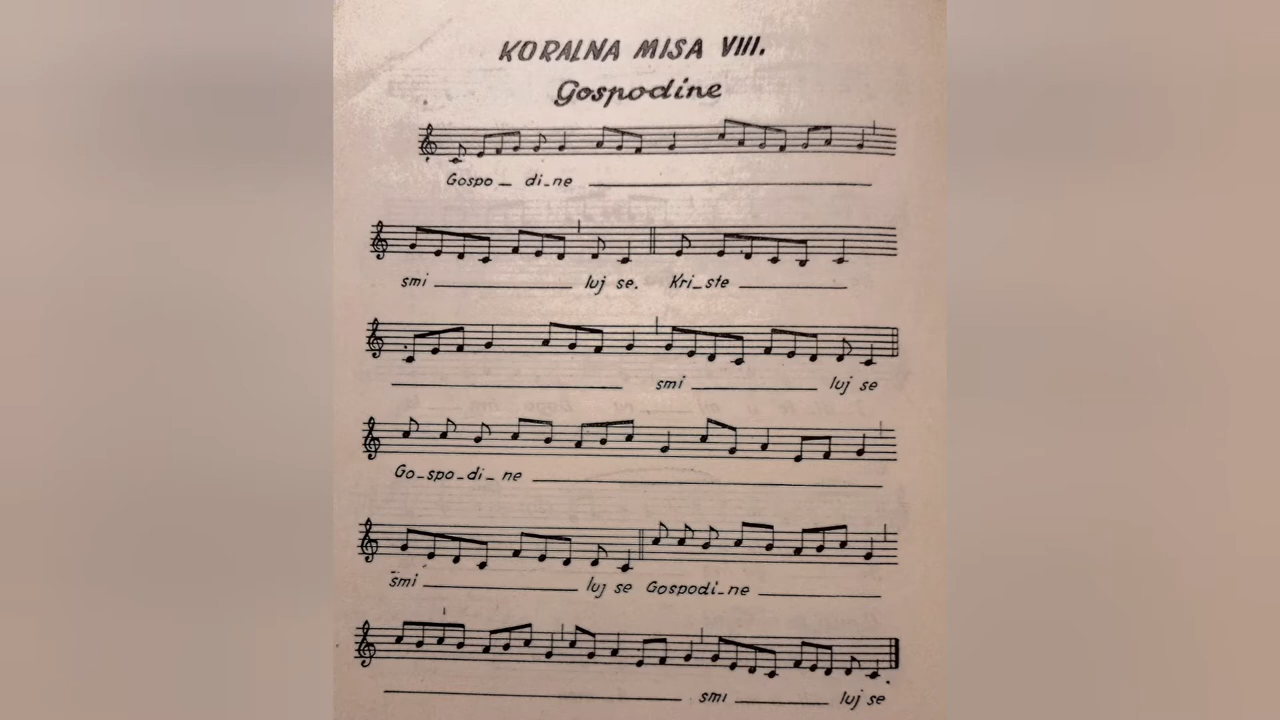 KORALNA MISA VIII.
Gospodine
Gospo_ di_ne
smi luj se. Kri_ste
smi luj se
Go_spo_di_ne
smi luj se Gospodi_ne
smi luj se